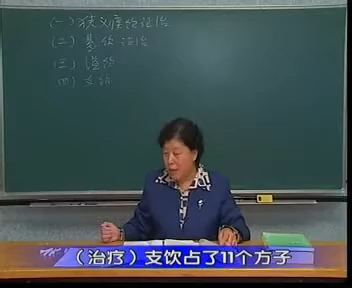 (一) 狭义痰饮证治
(二) 悬饮证治
(三) 溢饮
(四) 支饮
（治疗）支饮占了11个方子